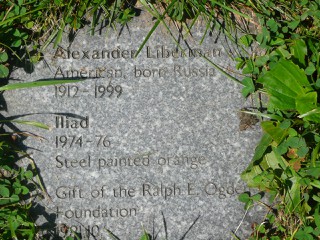 Alexander Liberman
American, born Russia
1912 - 1999
Iliad
1974-76
Steel painted orange
Gift of the Ralph E. Ogden
Foundation